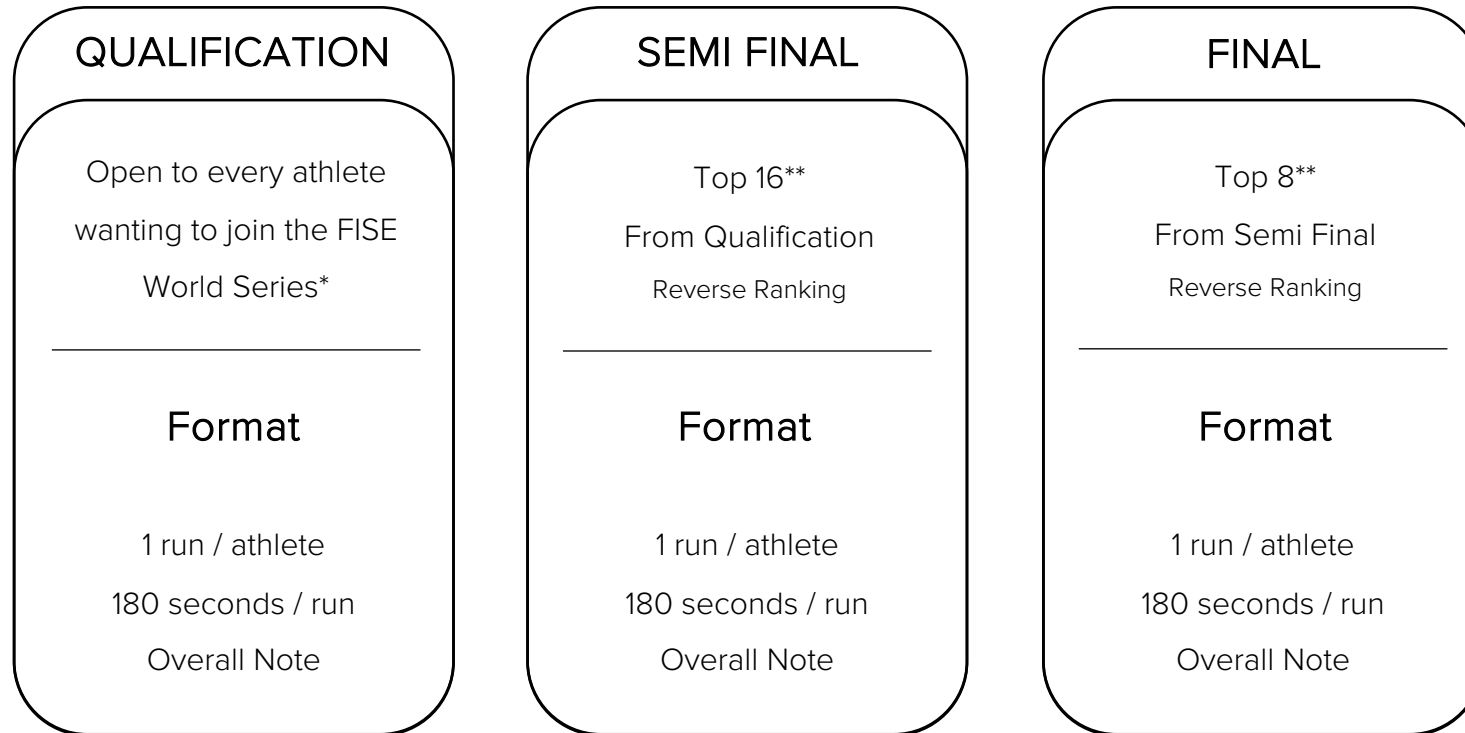 QUALIFICATION
Open to every athlete
wanting to join the FISE
World Series*
Format
1 run / athlete
180 seconds / run
Overall Note
SEMI FINAL
Top 16**
From Qualification
Reverse Ranking
Format
1 run / athlete
180 seconds / run
Overall Note
FINAL
Top 8**
From Semi Final
Reverse Ranking
Format
1 run / athlete
180 seconds / run
Overall Note